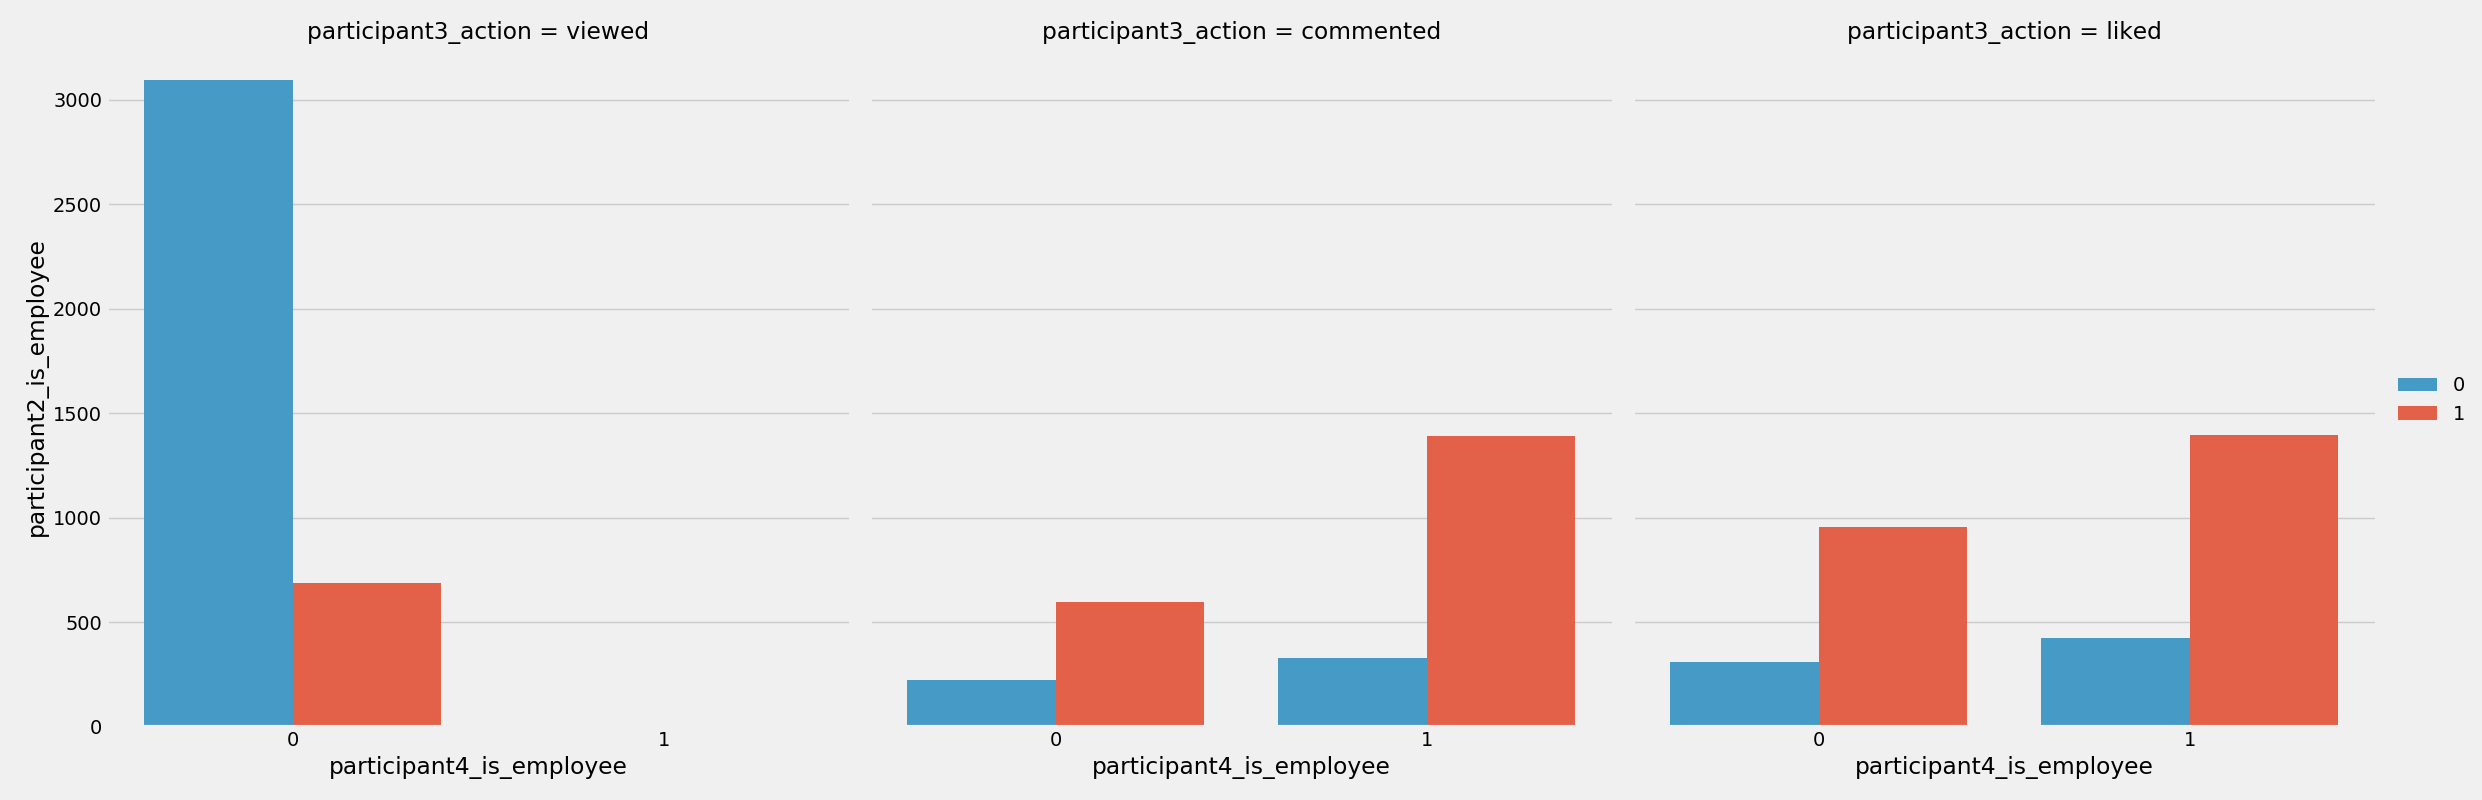 participant3_action = viewed
participant3_action = commented
participant3_action = liked
participant2_is_employee
3000
2500
2000
1500
1000
500
0
0
1
0
1
0
1
participant4_is_employee
participant4_is_employee
participant4_is_employee
0
1